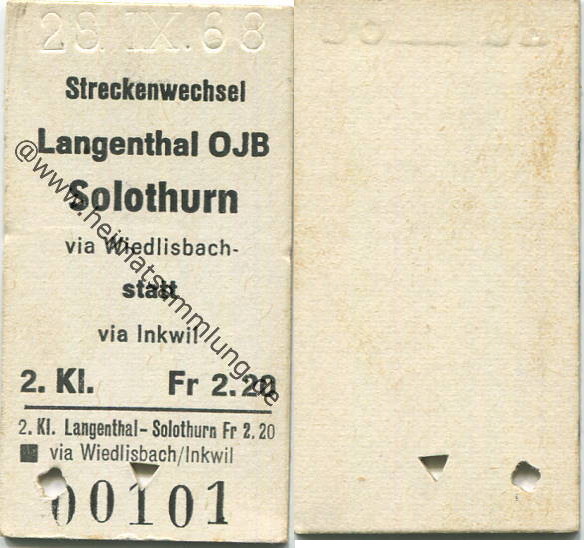 28.IX.68
Streckenwechsel
Langenthal OJB
Solothurn
via Wiedlisbach-
statt
via Inkwil
2. Kl. Fr 2.20
2. Kl. Langenthal-Solothurn Fr 2.20
via Wiedlisbach/Inkwil
00101
@www.heimatsammlung.de